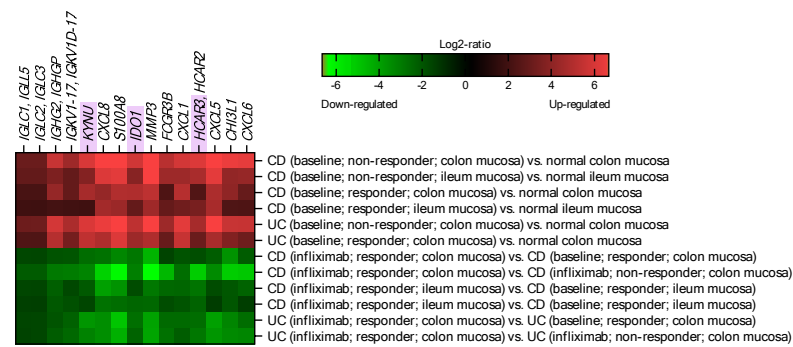 Log2-ratio
-6 -4 -2 0 2 4 6
Down-regulated Up-regulated
IGLC1, IGLL5
IGLC2, IGLC3
IGHG2, IGHGP
IGKV1-17, IGKV1D-17
KYNU
CXCL8
S100A8
IDO1
MMP3
FCGR3B
CXCL1
HCAR3, HCAR2
CXCL5
CHI3L1
CXCL6
CD (baseline; non-responder; colon mucosa) vs. normal colon mucosa
CD (baseline; non-responder; ileum mucosa) vs. normal ileum mucosa
CD (baseline; responder; colon mucosa) vs. normal colon mucosa
CD (baseline; responder; ileum mucosa) vs. normal ileum mucosa
UC (baseline; non-responder; colon mucosa) vs. normal colon mucosa
UC (baseline; responder; colon mucosa) vs. normal colon mucosa
CD (infliximab; responder; colon mucosa) vs. CD (baseline; responder; colon mucosa)
CD (infliximab; responder; colon mucosa) vs. CD (infliximab; non-responder; colon mucosa)
CD (infliximab; responder; ileum mucosa) vs. CD (baseline; responder; ileum mucosa)
CD (infliximab; responder; ileum mucosa) vs. CD (baseline; responder; ileum mucosa)
UC (infliximab; responder; colon mucosa) vs. UC (baseline; responder; colon mucosa)
UC (infliximab; responder; colon mucosa) vs. UC (infliximab; non-responder; colon mucosa)